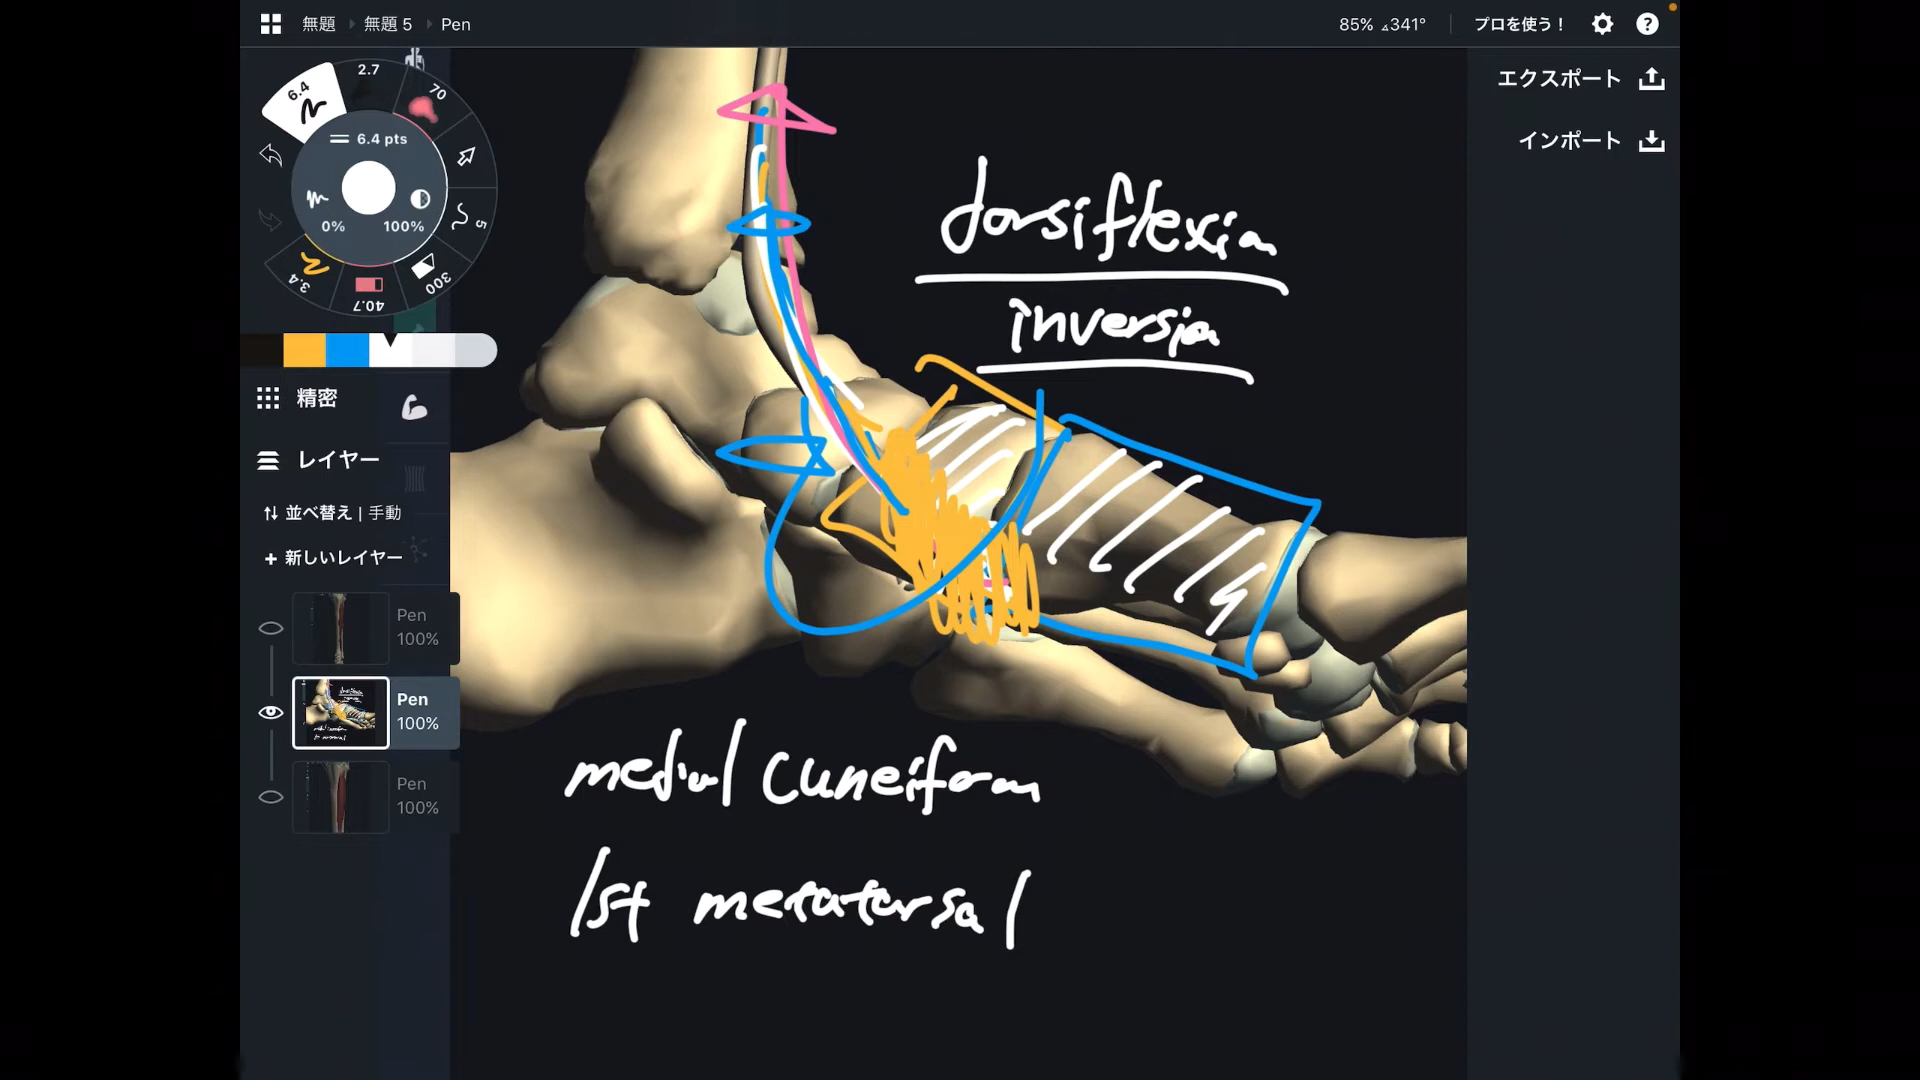 無題 無題 5 Pen
85% ⊿341° プロを使う!
エクスポート
インポート
2.7
6.4
70
6.4 pts
0% 100%
5
3.4
300
40.7
精密
レイヤー
並べ替え | 手動
+ 新しいレイヤー
Pen
100%
Pen
100%
Pen
100%
dorsiflexion
inversion
medial cuneiform
1st metatarsal